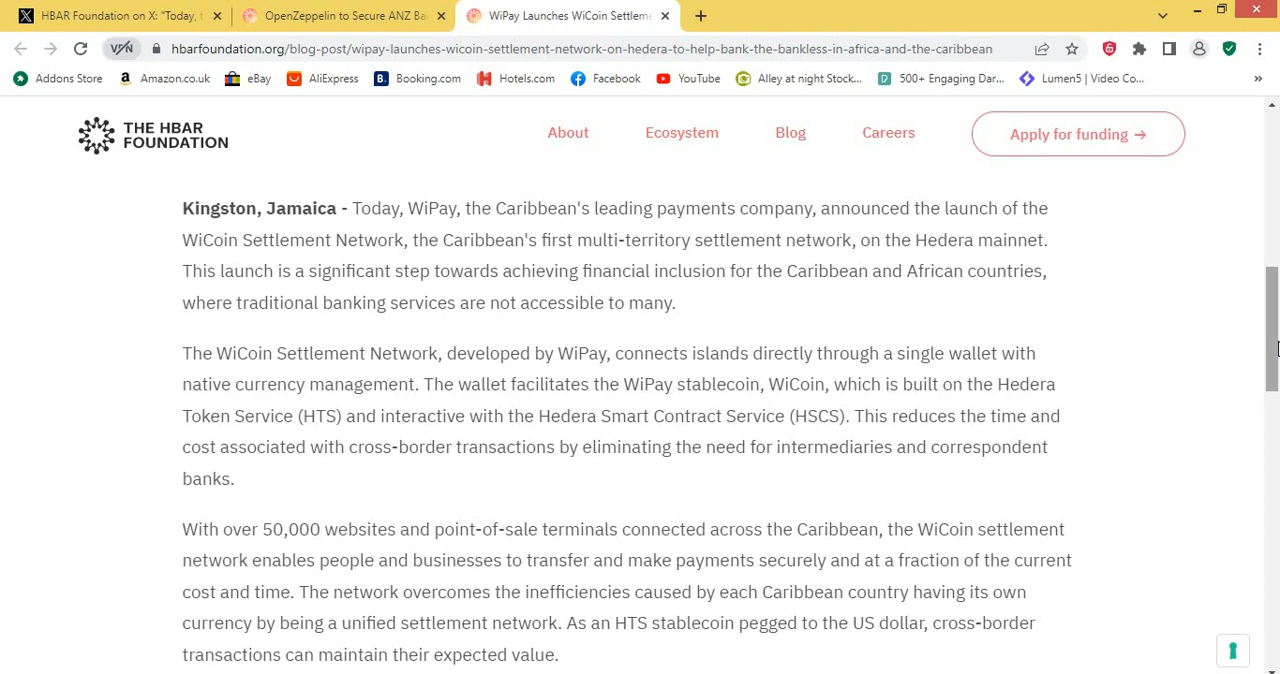 HBAR Foundation on X: "Today,
OpenZeppelin to Secure ANZ Ba
WiPay Launches WiCoin Settleme
VPN
hbarfoundation.org/blog-post/wipay-launches-wicoin-settlement-network-on-hedera-to-help-bank-the-bankless-in-africa-and-the-caribbean
Addons Store
Amazon.co.uk
eBay
AliExpress
Booking.com
Hotels.com
Facebook
YouTube
Alley at night Stock...
500+ Engaging Dar...
Lumen5 | Video Co...
THE HBAR
FOUNDATION
About
Ecosystem
Blog
Careers
Apply for funding →
Kingston, Jamaica - Today, WiPay, the Caribbean's leading payments company, announced the launch of the
WiCoin Settlement Network, the Caribbean's first multi-territory settlement network, on the Hedera mainnet.
This launch is a significant step towards achieving financial inclusion for the Caribbean and African countries,
where traditional banking services are not accessible to many.
The WiCoin Settlement Network, developed by WiPay, connects islands directly through a single wallet with
native currency management. The wallet facilitates the WiPay stablecoin, WiCoin, which is built on the Hedera
Token Service (HTS) and interactive with the Hedera Smart Contract Service (HSCS). This reduces the time and
cost associated with cross-border transactions by eliminating the need for intermediaries and correspondent
banks.
With over 50,000 websites and point-of-sale terminals connected across the Caribbean, the WiCoin settlement
network enables people and businesses to transfer and make payments securely and at a fraction of the current
cost and time. The network overcomes the inefficiencies caused by each Caribbean country having its own
currency by being a unified settlement network. As an HTS stablecoin pegged to the US dollar, cross-border
transactions can maintain their expected value.